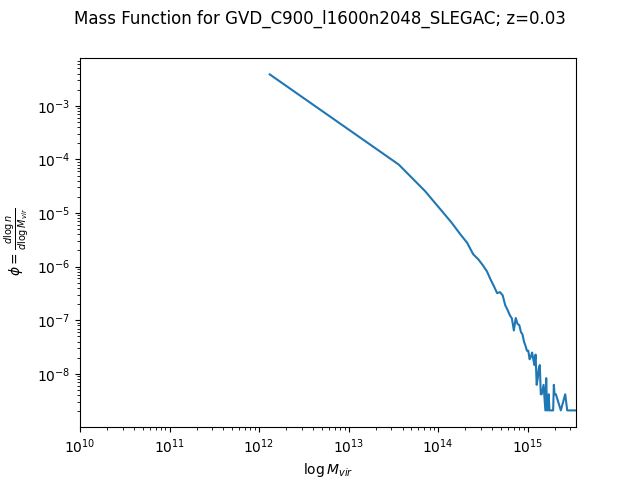 Mass Function for GVD_C900_l1600n2048_SLEGAC; z=0.03
10⁻³
10⁻⁴
10⁻⁵
10⁻⁶
10⁻⁷
10⁻⁸
ϕ = d log n / d log M_vir
10¹⁰ 10¹¹ 10¹² 10¹³ 10¹⁴ 10¹⁵
log M_vir